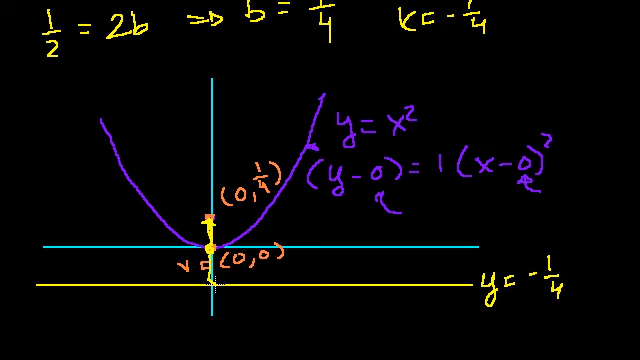 1/2 = 2b ⇒ b = 1/4 k = -1/4
y = x²
(y - 0) = 1(x - 0)²
(0, 1/4)
v = (0, 0)
y = -1/4